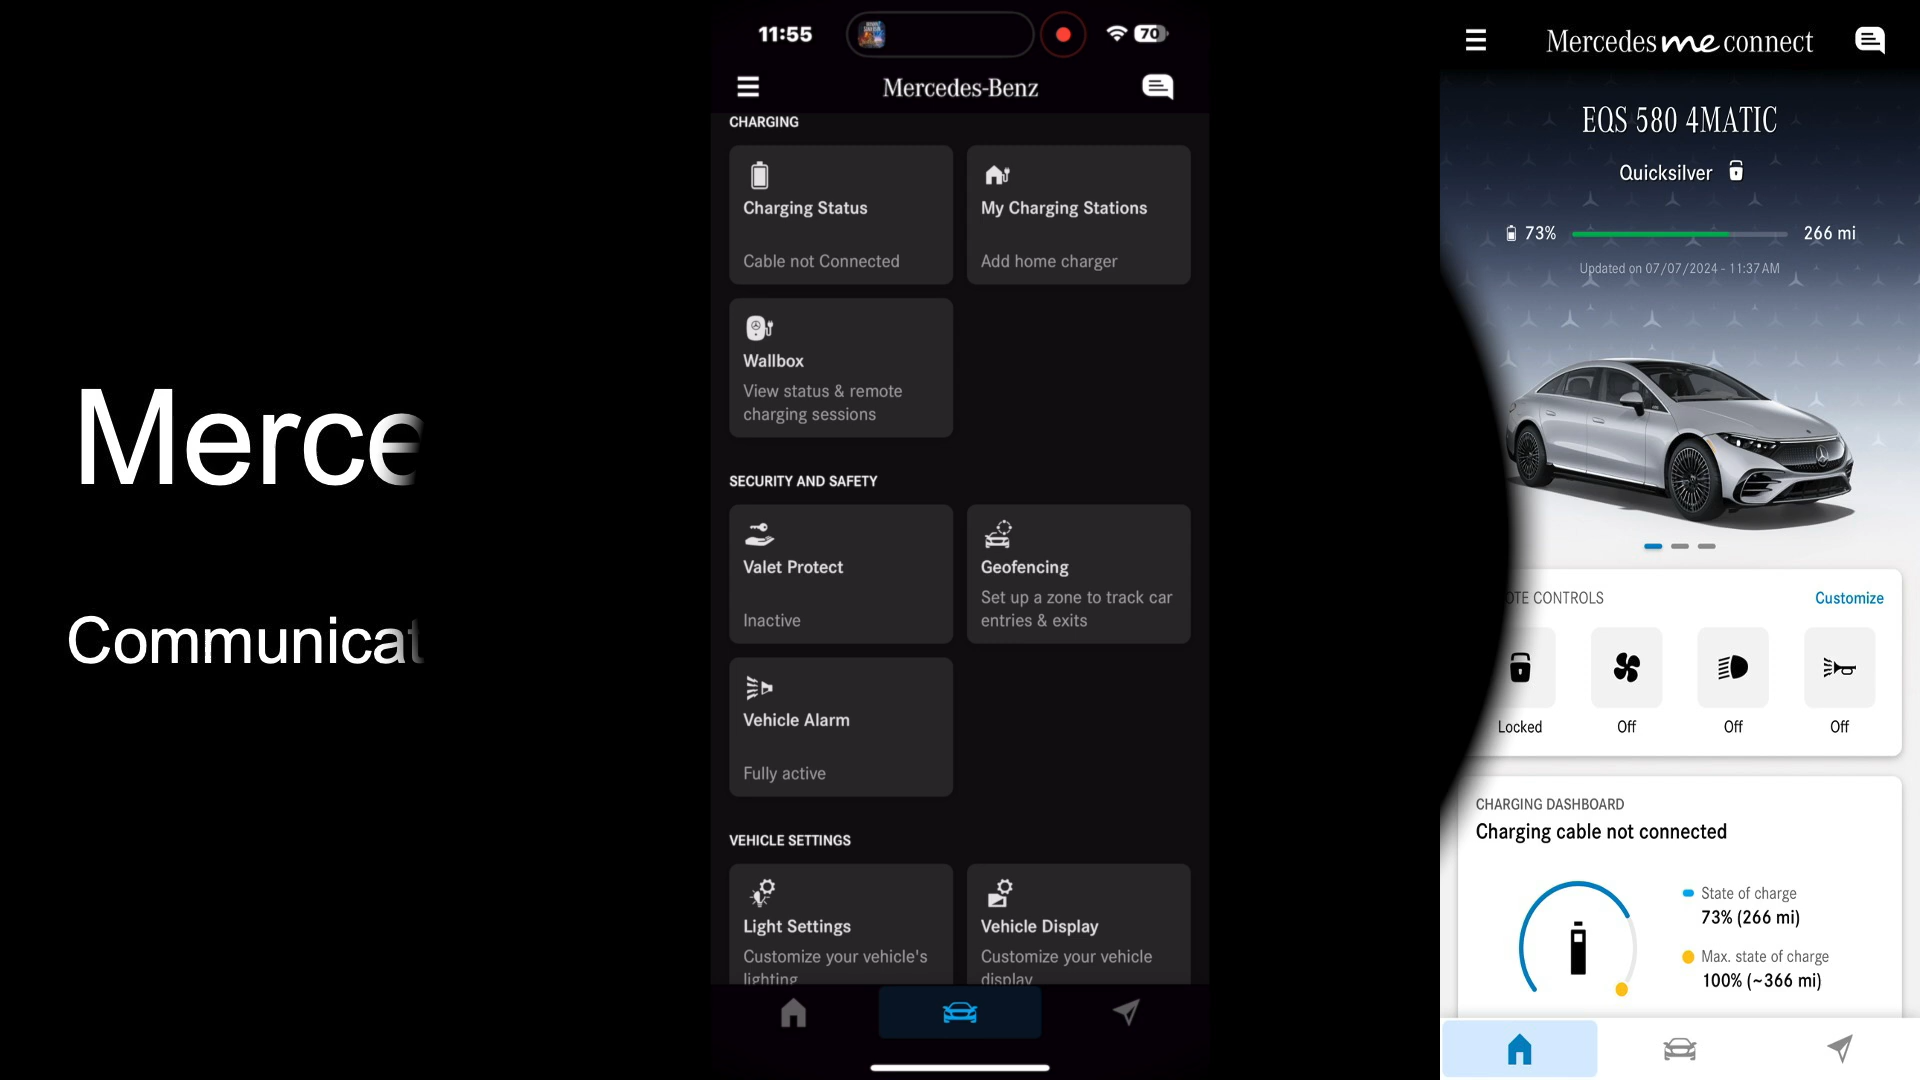 Merce
Communicat
11:55
70
Mercedes-Benz
CHARGING
Charging Status
Cable not Connected
My Charging Stations
Add home charger
Wallbox
View status & remote
charging sessions
SECURITY AND SAFETY
Valet Protect
Inactive
Geofencing
Set up a zone to track car
entries & exits
Vehicle Alarm
Fully active
VEHICLE SETTINGS
Light Settings
Customize your vehicle's
lighting
Vehicle Display
Customize your vehicle
display
Mercedes me connect
EQS 580 4MATIC
Quicksilver
73% 266 mi
Updated on 07/07/2024 - 11:37 AM
OTE CONTROLS
Customize
Locked Off Off Off
CHARGING DASHBOARD
Charging cable not connected
State of charge
73% (266 mi)
Max. state of charge
100% (~366 mi)